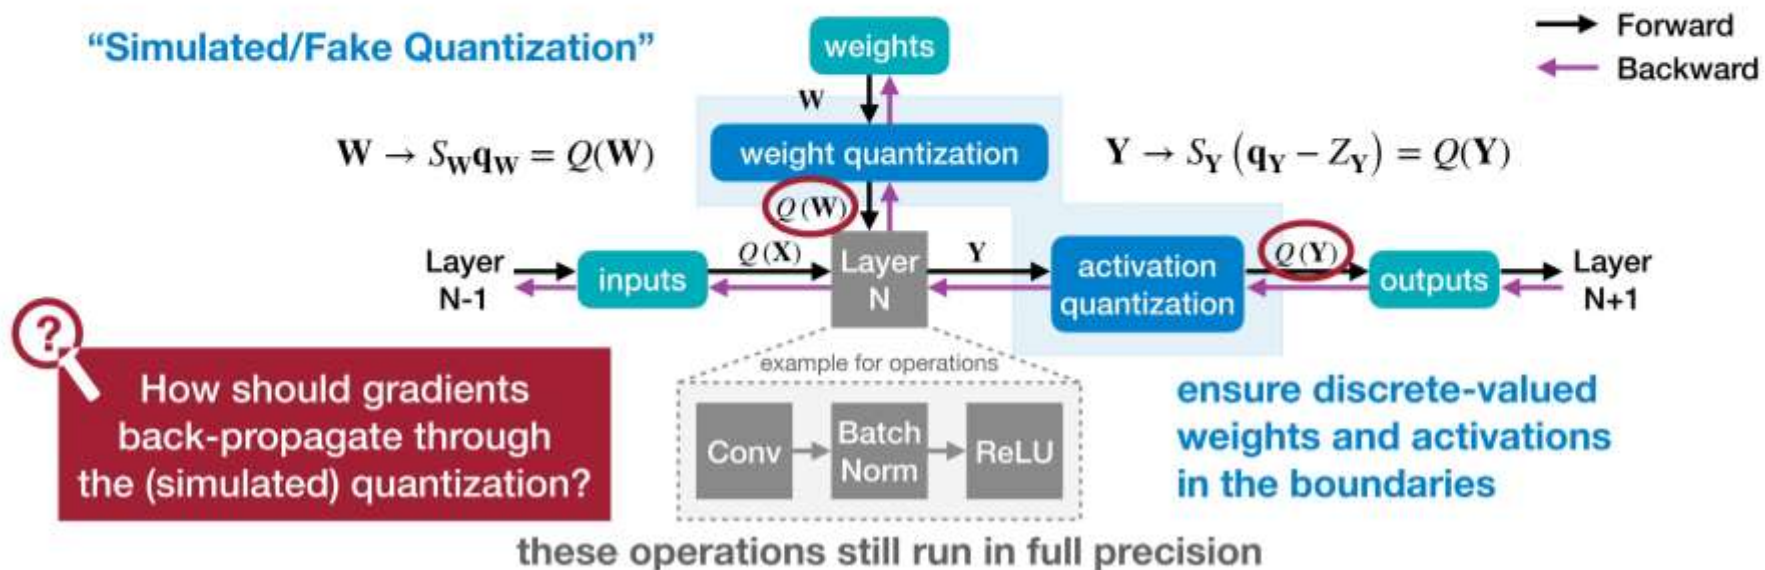 “Simulated/Fake Quantization”
weights
Forward
Backward
W
W → S_W q_W = Q(W)
weight quantization
Y → S_Y (q_Y − Z_Y) = Q(Y)
Q(W)
Layer
N-1
inputs
Q(X)
Layer
N
Y
activation
quantization
Q(Y)
outputs
Layer
N+1
?
How should gradients
back-propagate through
the (simulated) quantization?
example for operations
Conv
Batch
Norm
ReLU
ensure discrete-valued
weights and activations
in the boundaries
these operations still run in full precision